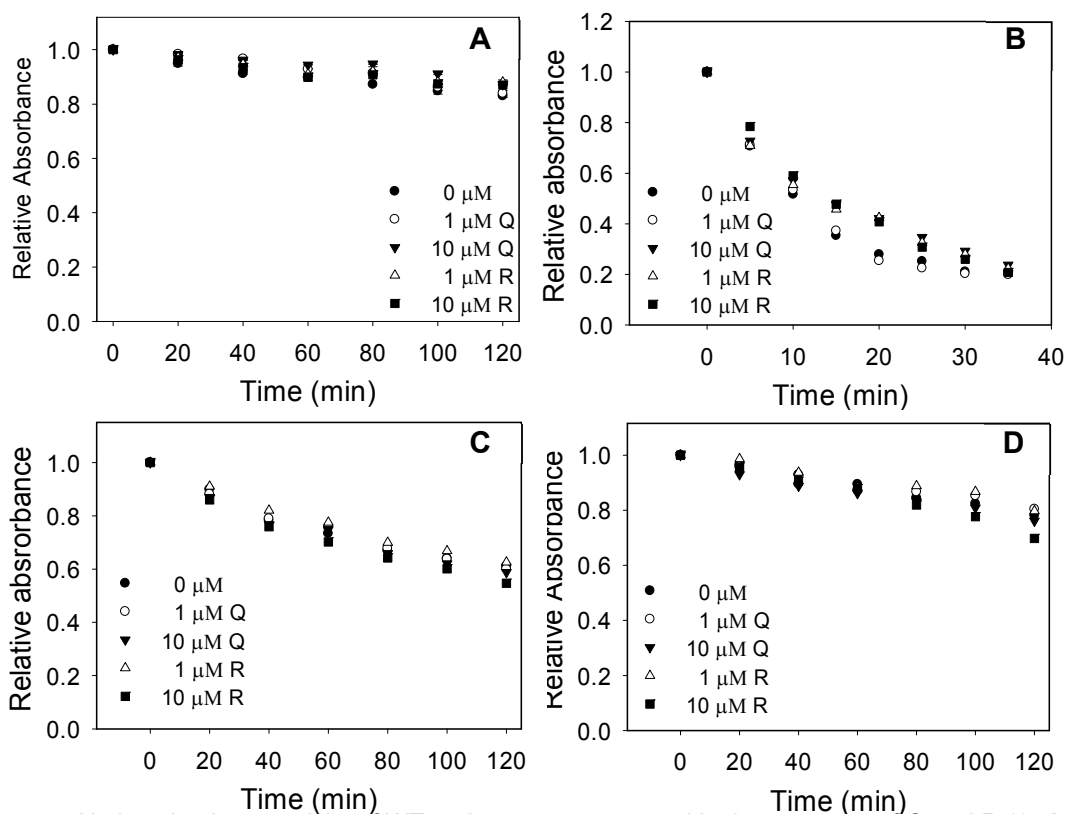 A
Relative Absorbance
1.0
0.8
0.6
0.4
0.2
0.0
0 μM
1 μM Q
10 μM Q
1 μM R
10 μM R
0 20 40 60 80 100 120
Time (min)
B
Relative absorbance
1.2
1.0
0.8
0.6
0.4
0.2
0.0
0 μM
1 μM Q
10 μM Q
1 μM R
10 μM R
0 10 20 30 40
Time (min)
C
Relative absrorbance
1.0
0.8
0.6
0.4
0.2
0.0
0 μM
1 μM Q
10 μM Q
1 μM R
10 μM R
0 20 40 60 80 100 120
Time (min)
D
Relative Absorbance
1.0
0.8
0.6
0.4
0.2
0.0
0 μM
1 μM Q
10 μM Q
1 μM R
10 μM R
0 20 40 60 80 100 120
Time (min)